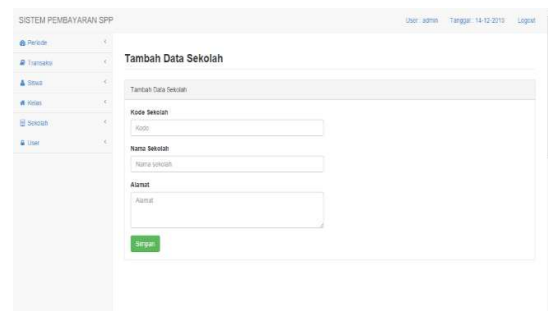 SISTEM PEMBAYARAN SPP
User : admin Tanggal : 14-12-2013 Logout
Periode
Transaksi
Siswa
Kelas
Sekolah
User
Tambah Data Sekolah
Tambah Data Sekolah
Kode Sekolah
Kode
Nama Sekolah
Nama sekolah
Alamat
Alamat
Simpan